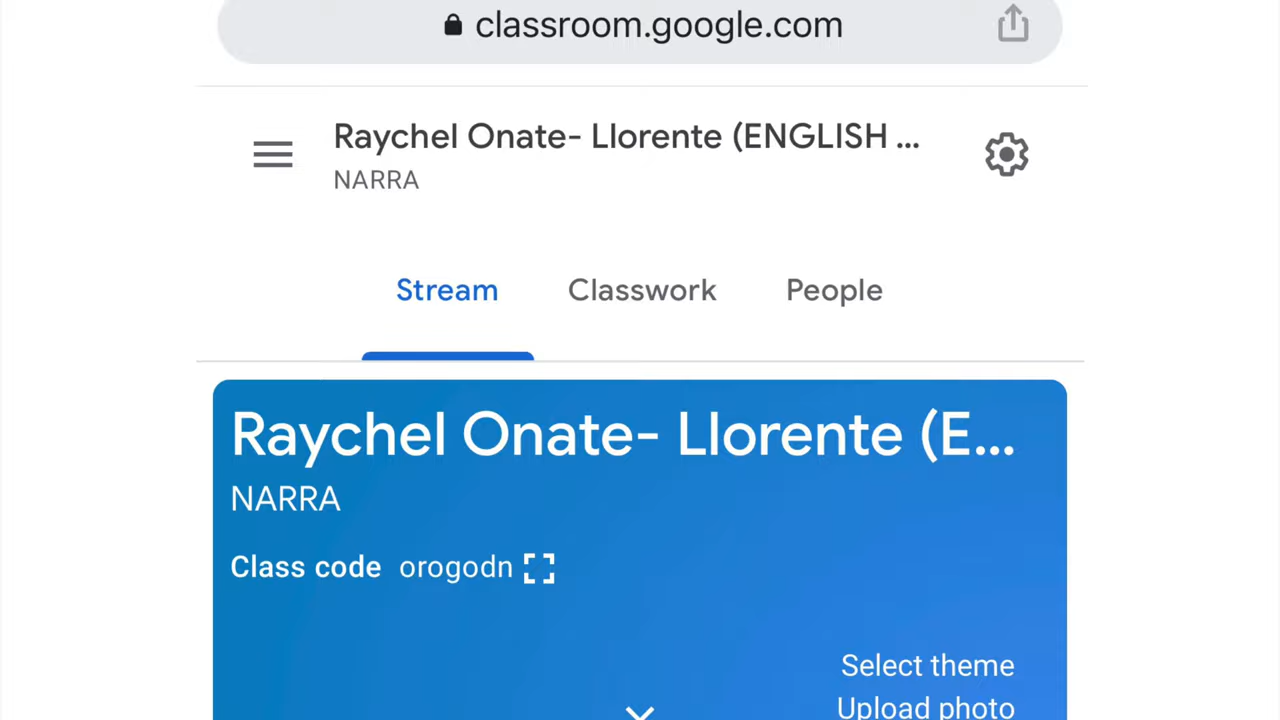 classroom.google.com
Raychel Onate- Llorente (ENGLISH ...
NARRA
Stream Classwork People
Raychel Onate- Llorente (E...
NARRA
Class code orogodn
Select theme
Upload photo